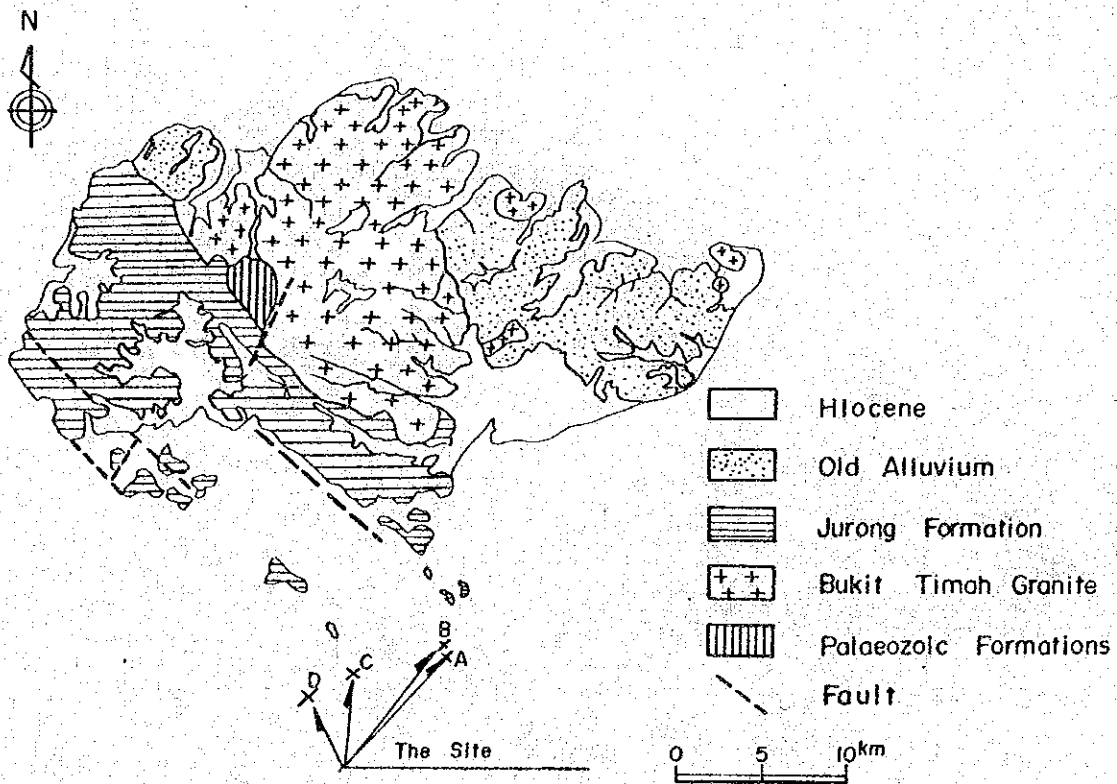 N
Hlocene
Old Alluvium
Jurong Formation
Bukit Timah Granite
Palaeozoic Formations
Fault
B
A
C
D
The Site
0 5 10km